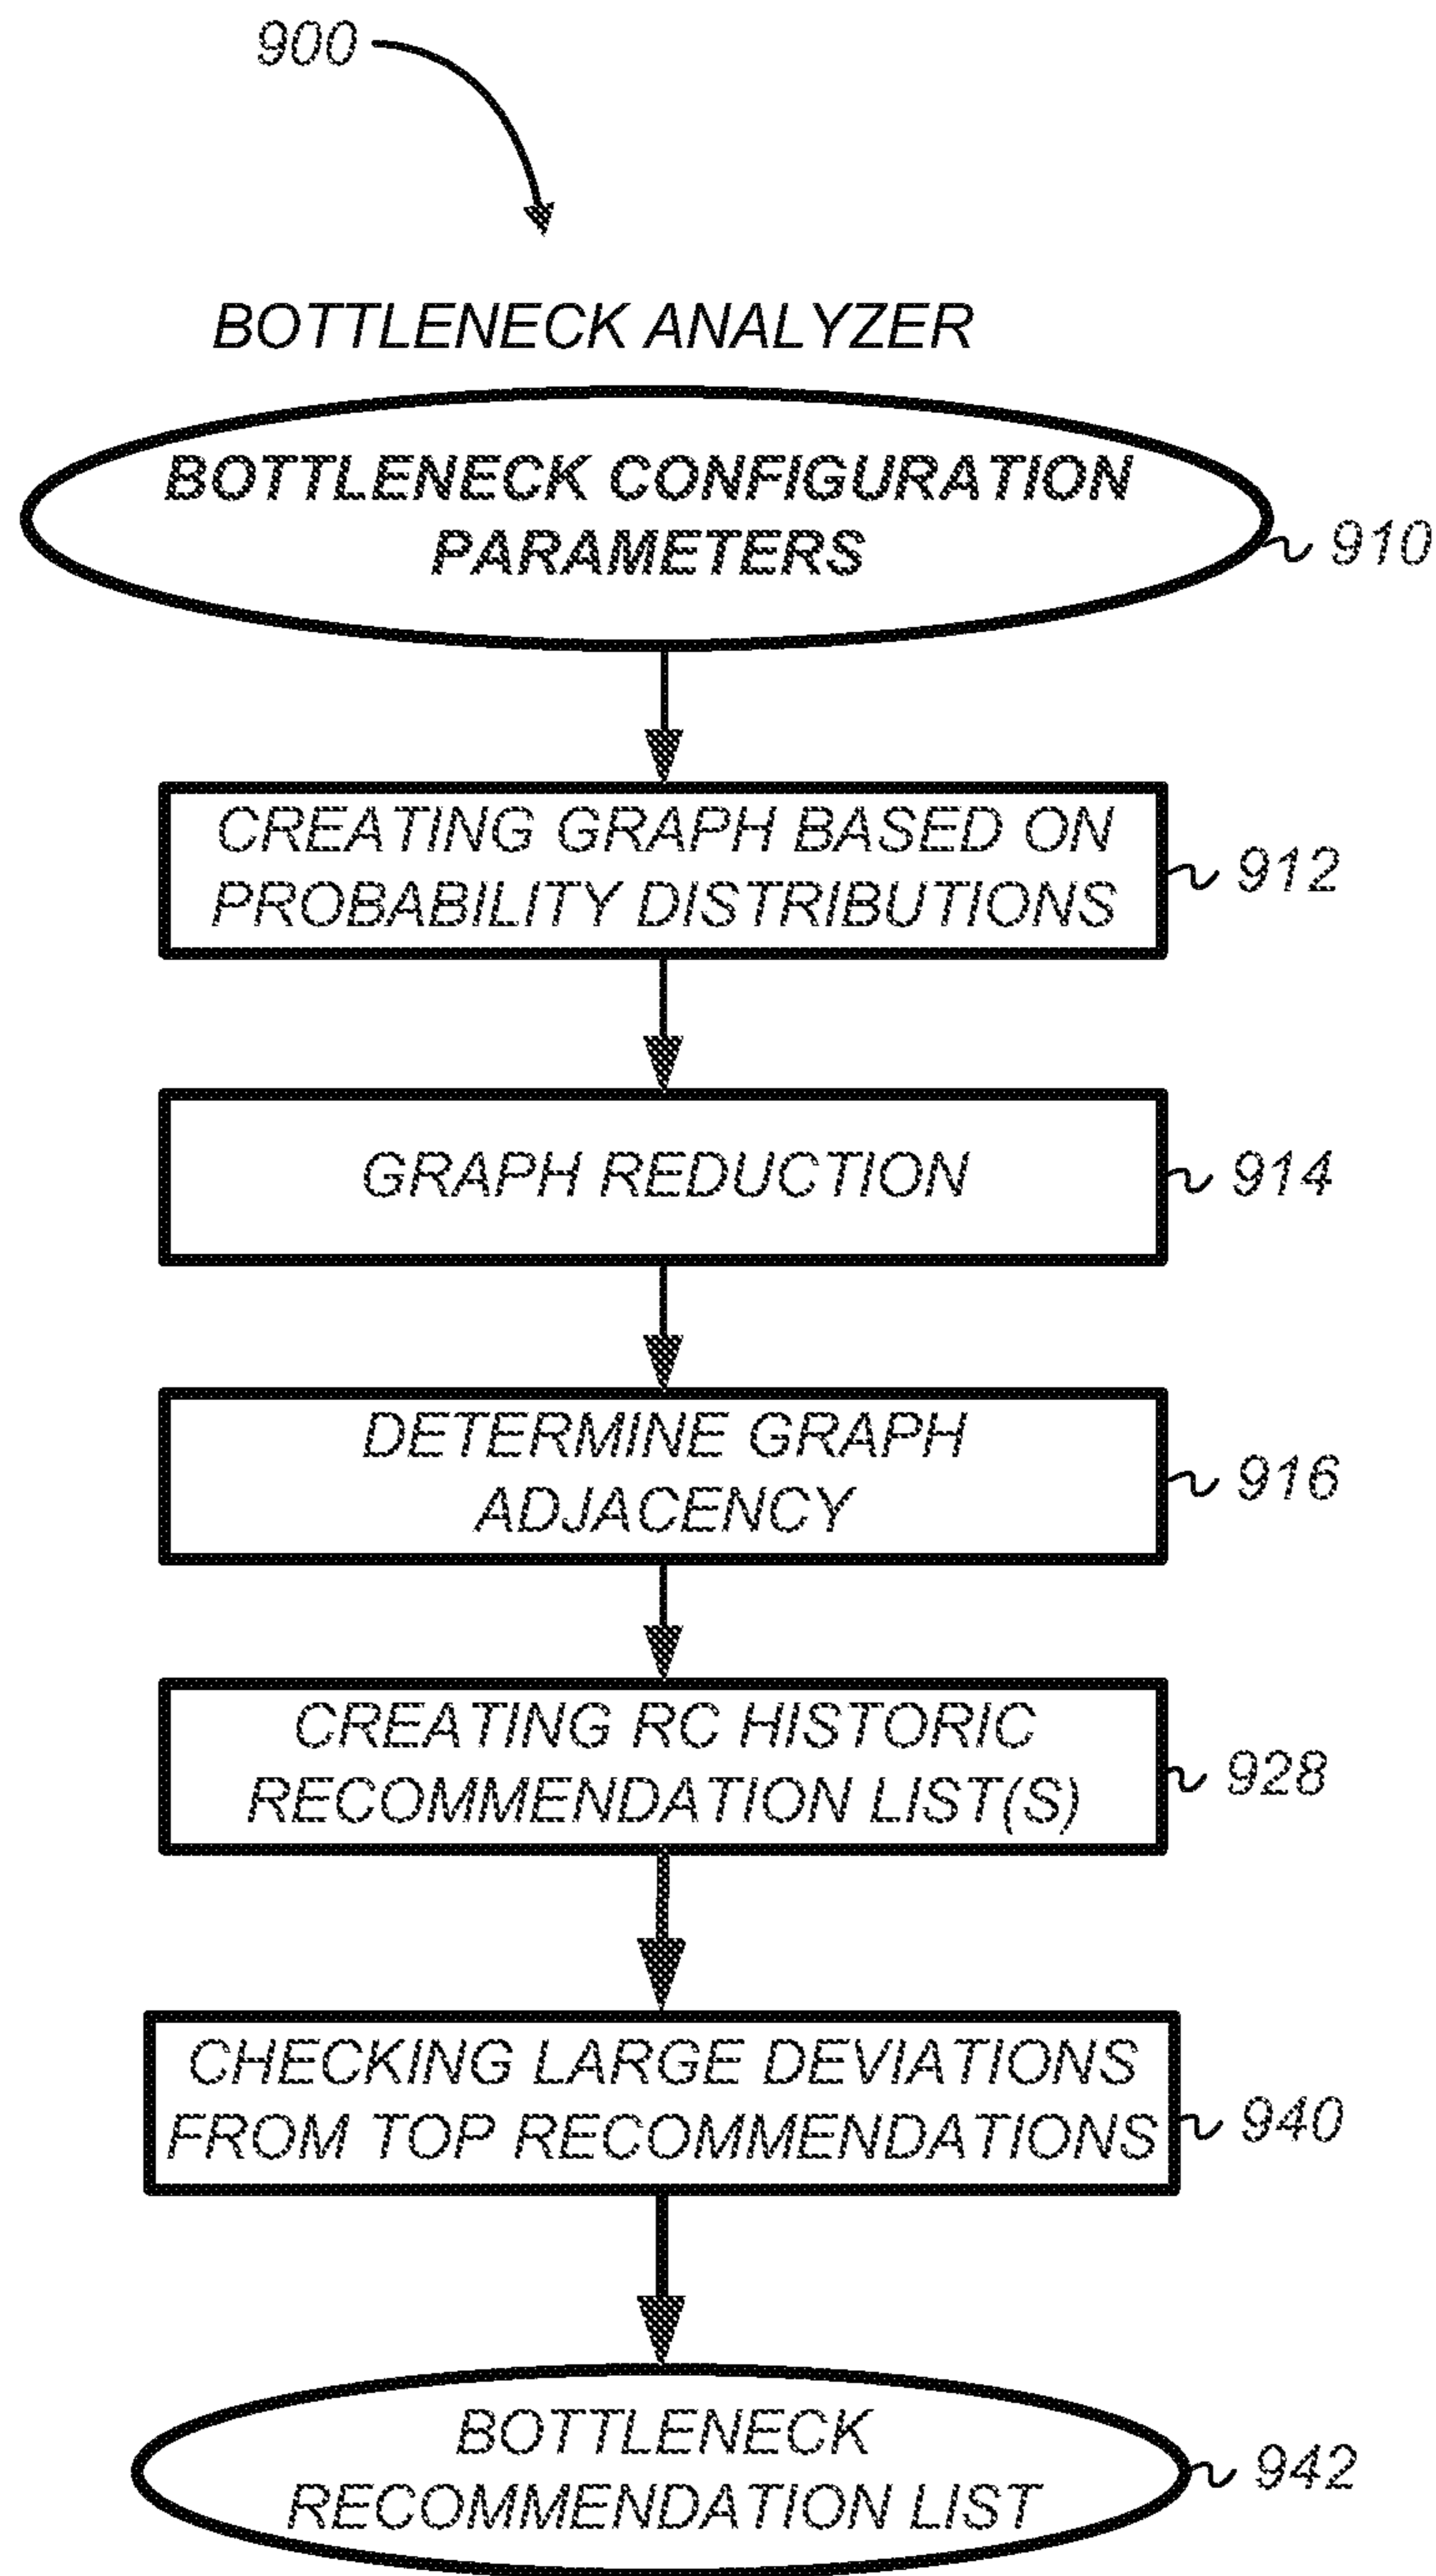 900
BOTTLENECK ANALYZER
BOTTLENECK CONFIGURATION
PARAMETERS
910
CREATING GRAPH BASED ON
PROBABILITY DISTRIBUTIONS
912
GRAPH REDUCTION
914
DETERMINE GRAPH
ADJACENCY
916
CREATING RC HISTORIC
RECOMMENDATION LIST(S)
928
CHECKING LARGE DEVIATIONS
FROM TOP RECOMMENDATIONS
940
BOTTLENECK
RECOMMENDATION LIST
942